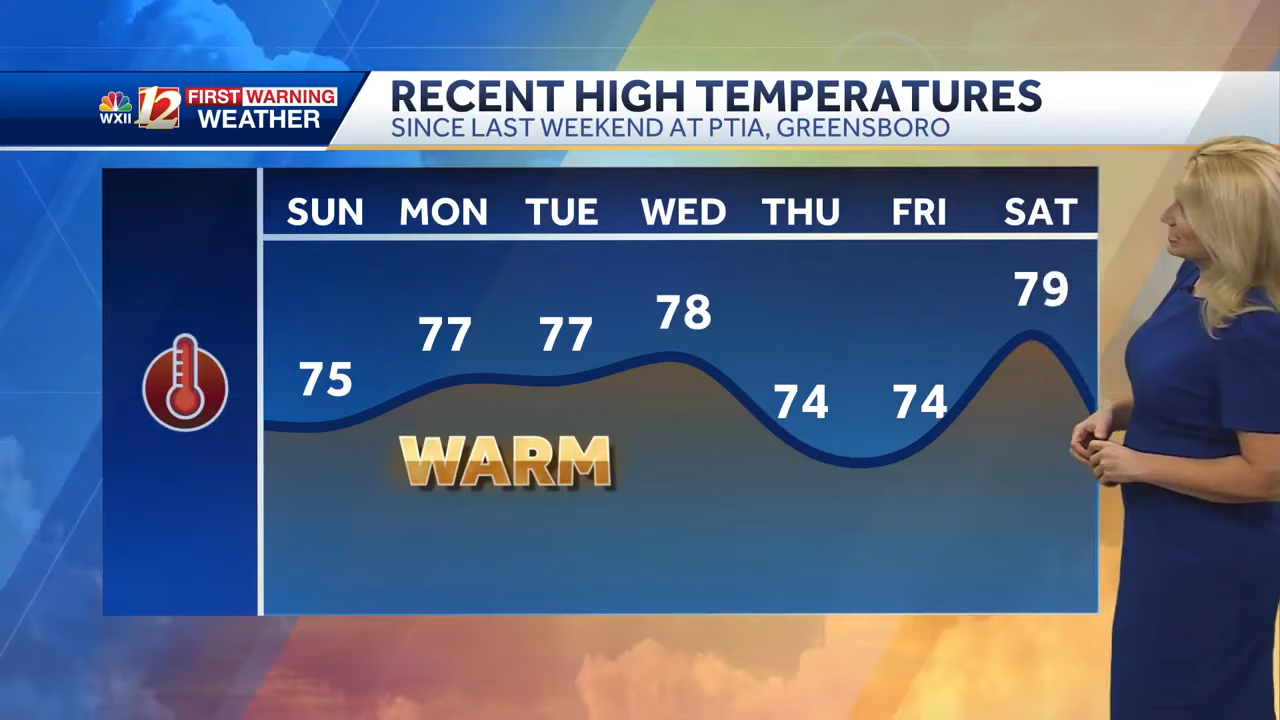 WXII 12 FIRST WARNING
WEATHER
RECENT HIGH TEMPERATURES
SINCE LAST WEEKEND AT PTIA, GREENSBORO
SUN MON TUE WED THU FRI SAT
75 77 77 78 74 74 79
WARM